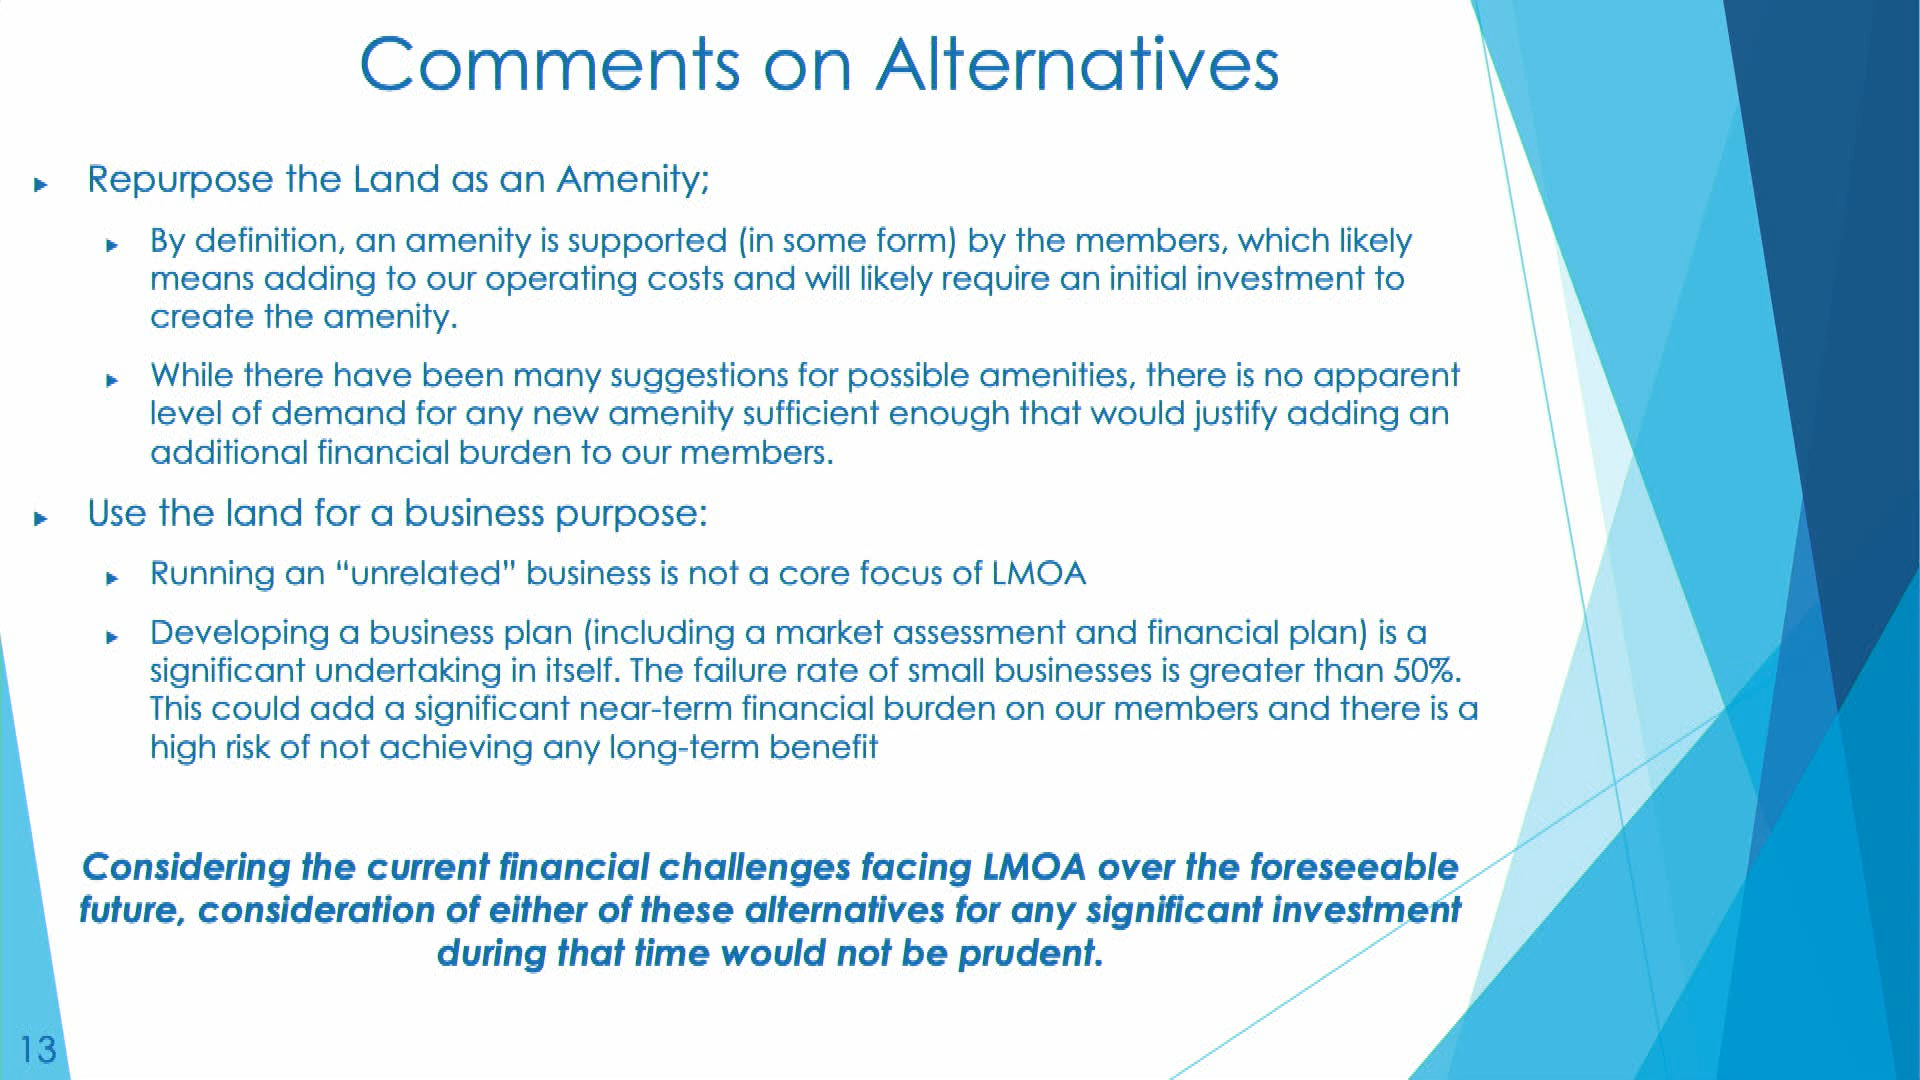 Comments on Alternatives
Repurpose the Land as an Amenity;
By definition, an amenity is supported (in some form) by the members, which likely
means adding to our operating costs and will likely require an initial investment to
create the amenity.
While there have been many suggestions for possible amenities, there is no apparent
level of demand for any new amenity sufficient enough that would justify adding an
additional financial burden to our members.
Use the land for a business purpose:
Running an “unrelated” business is not a core focus of LMOA
Developing a business plan (including a market assessment and financial plan) is a
significant undertaking in itself. The failure rate of small businesses is greater than 50%.
This could add a significant near-term financial burden on our members and there is a
high risk of not achieving any long-term benefit
Considering the current financial challenges facing LMOA over the foreseeable
future, consideration of either of these alternatives for any significant investment
during that time would not be prudent.
13